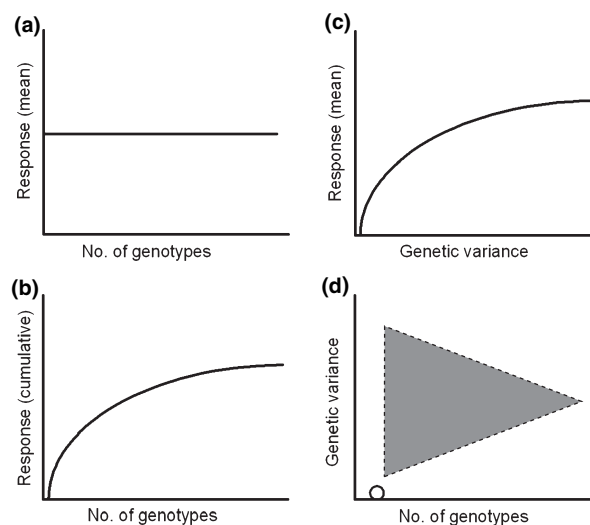 (a)
Response (mean)
No. of genotypes
(b)
Response (cumulative)
No. of genotypes
(c)
Response (mean)
Genetic variance
(d)
Genetic variance
No. of genotypes